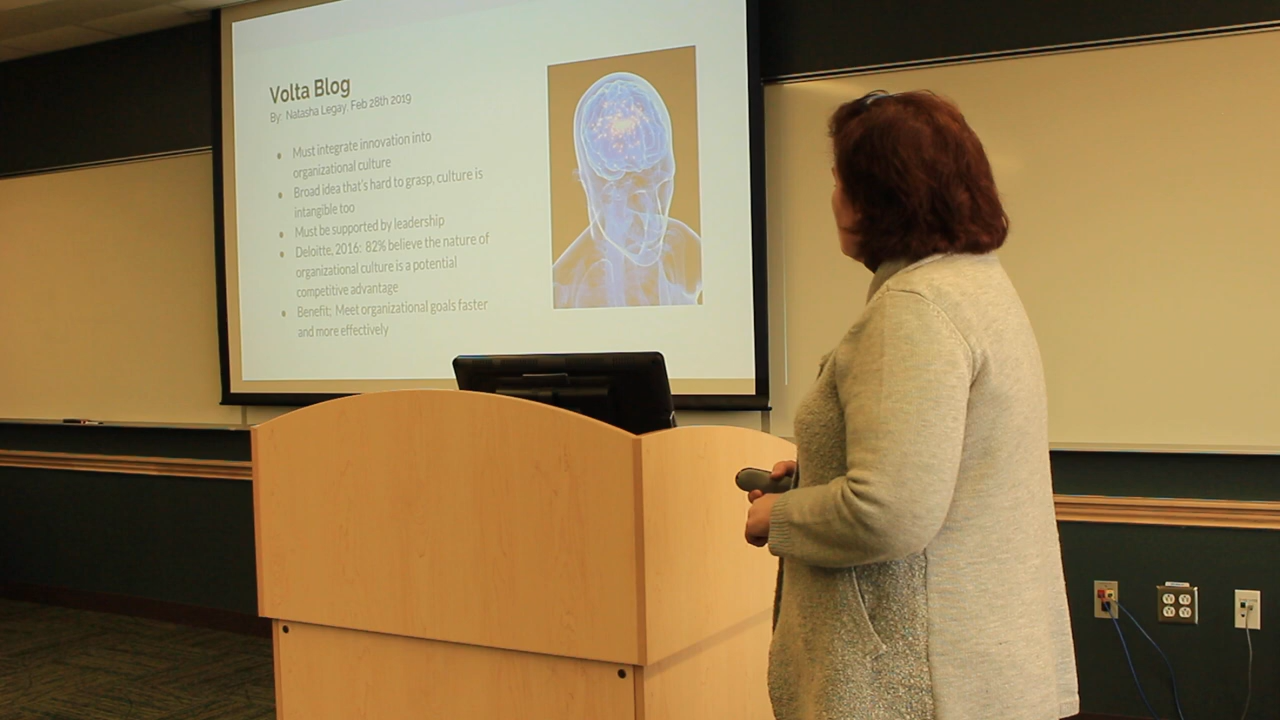 Volta Blog
By: Natasha Legay, Feb 28th 2019
Must integrate innovation into
organizational culture
Broad idea that's hard to grasp, culture is
intangible too
Must be supported by leadership
Deloitte, 2016: 82% believe the nature of
organizational culture is a potential
competitive advantage
Benefit: Meet organizational goals faster
and more effectively